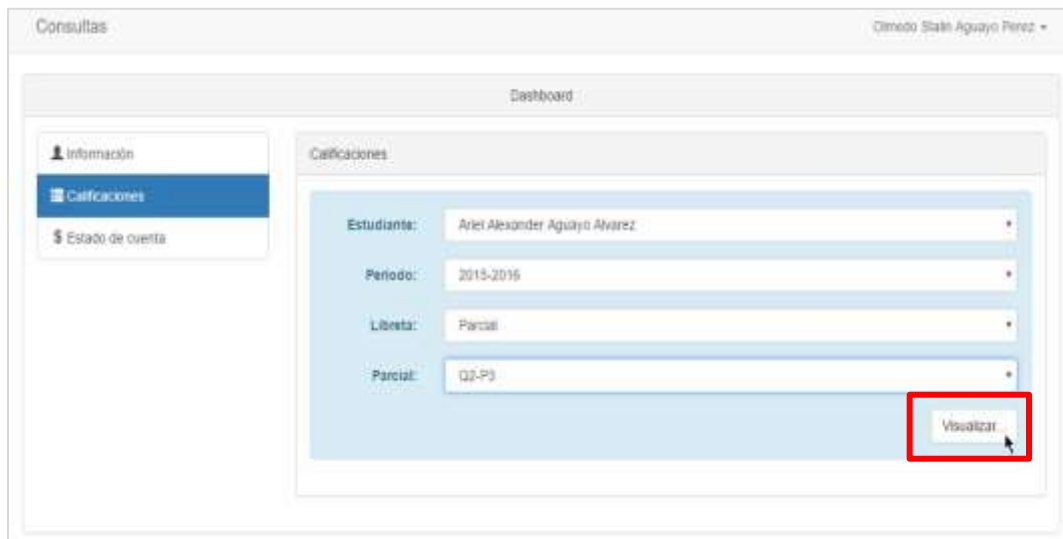 Consultas
Olmedo Stalin Aguayo Perez
Dashboard
Información
Calificaciones
$ Estado de cuenta
Calificaciones
Estudiante: Ariel Alexander Aguayo Alvarez
Periodo: 2015-2016
Libreta: Parcial
Parcial: Q2-P3
Visualizar...